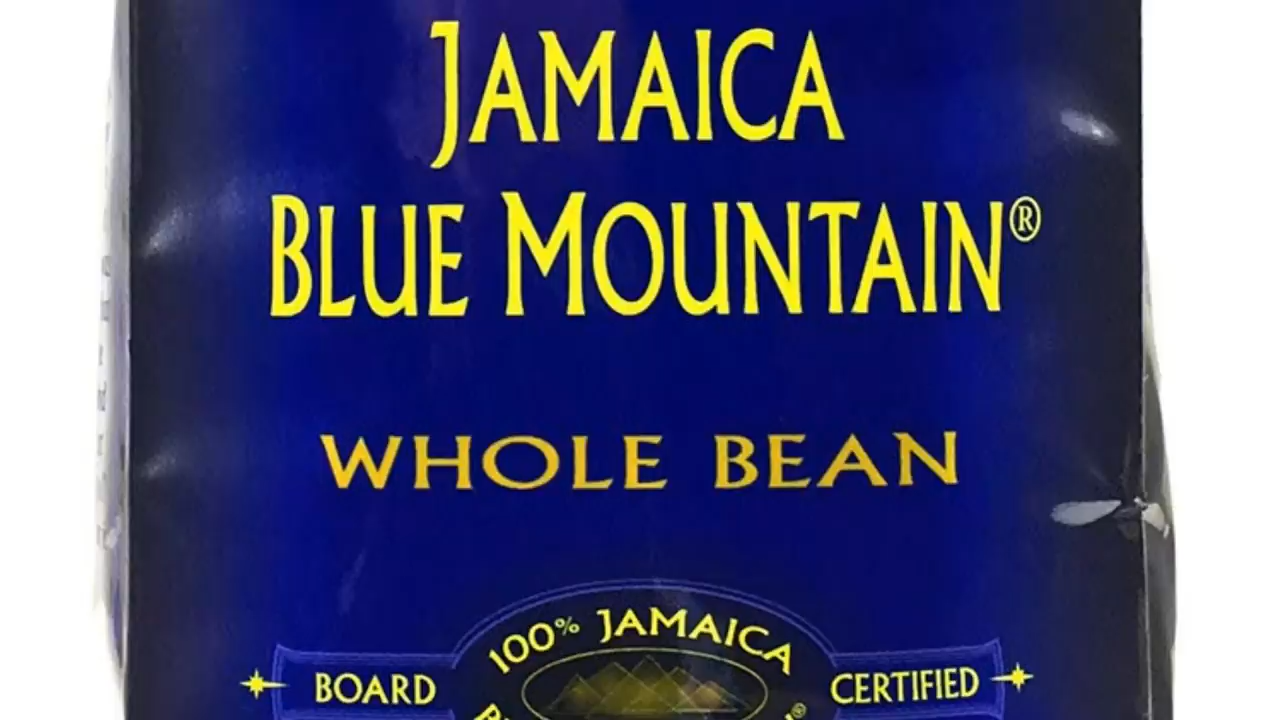 JAMAICA
BLUE MOUNTAIN®
WHOLE BEAN
100% JAMAICA
BOARD
CERTIFIED